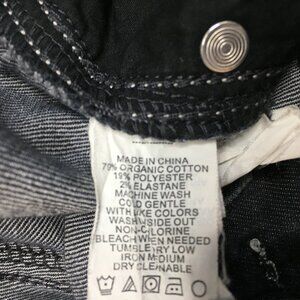 MADE IN CHINA
79% ORGANIC COTTON
19% POLYESTER
2% ELASTANE
MACHINE WASH
COLD GENTLE
WITH LIKE COLORS
WASH INSIDE OUT
NON-CHLORINE
BLEACH WHEN NEEDED
TUMBLE DRY LOW
IRON MEDIUM
DRY CLEANABLE